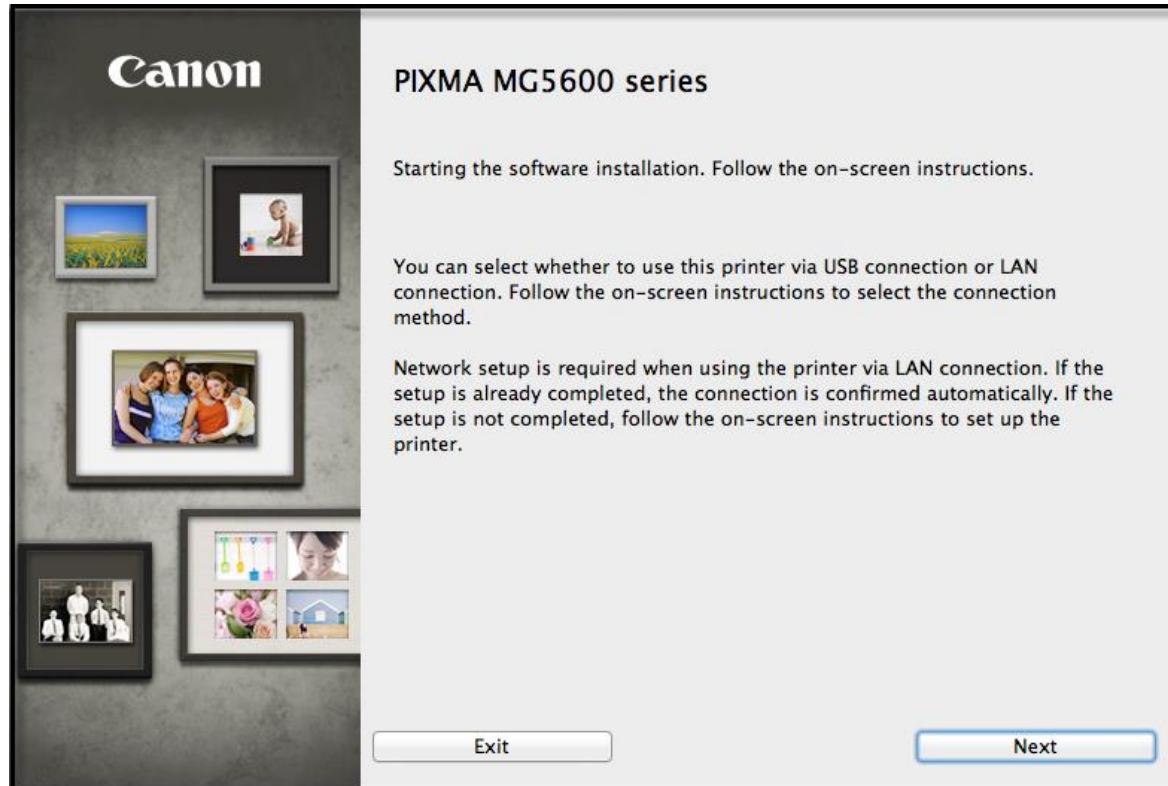 Canon
PIXMA MG5600 series
Starting the software installation. Follow the on-screen instructions.
You can select whether to use this printer via USB connection or LAN
connection. Follow the on-screen instructions to select the connection
method.
Network setup is required when using the printer via LAN connection. If the
setup is already completed, the connection is confirmed automatically. If the
setup is not completed, follow the on-screen instructions to set up the
printer.
Exit
Next